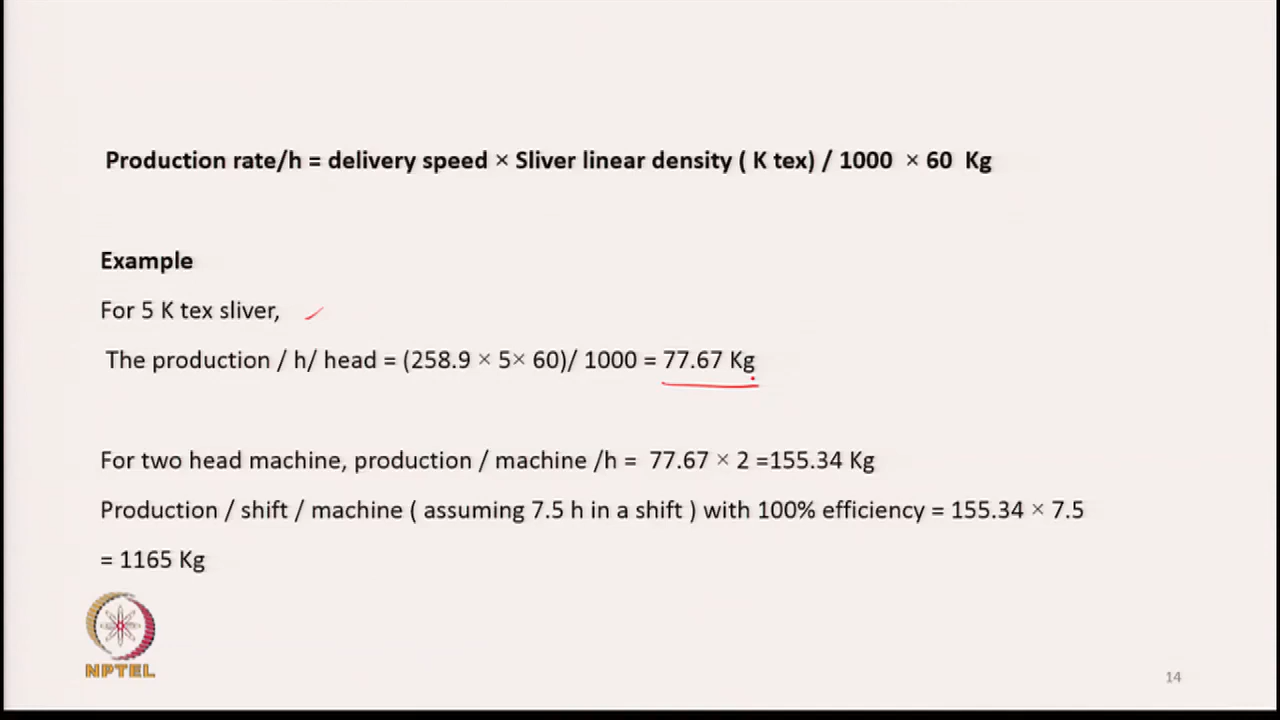 Production rate/h = delivery speed × Sliver linear density ( K tex) / 1000 × 60 Kg
Example
For 5 K tex sliver,
The production / h/ head = (258.9 × 5× 60)/ 1000 = 77.67 Kg
For two head machine, production / machine /h = 77.67 × 2 =155.34 Kg
Production / shift / machine ( assuming 7.5 h in a shift ) with 100% efficiency = 155.34 × 7.5
= 1165 Kg
NPTEL
14